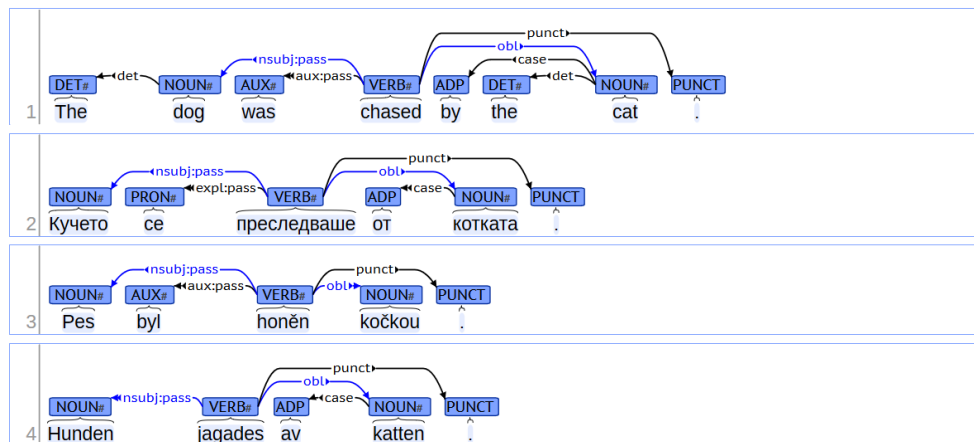 punct
obl
nsubj:pass case
det aux:pass det
DET# NOUN# AUX# VERB# ADP DET# NOUN# PUNCT
1 The dog was chased by the cat .
punct
nsubj:pass obl
expl:pass case
NOUN# PRON# VERB# ADP NOUN# PUNCT
2 Кучето се преследваше от котката .
nsubj:pass punct
aux:pass obl
NOUN# AUX# VERB# NOUN# PUNCT
3 Pes byl honěn kočkou .
punct
obl
nsubj:pass case
NOUN# VERB# ADP NOUN# PUNCT
4 Hunden jagades av katten .